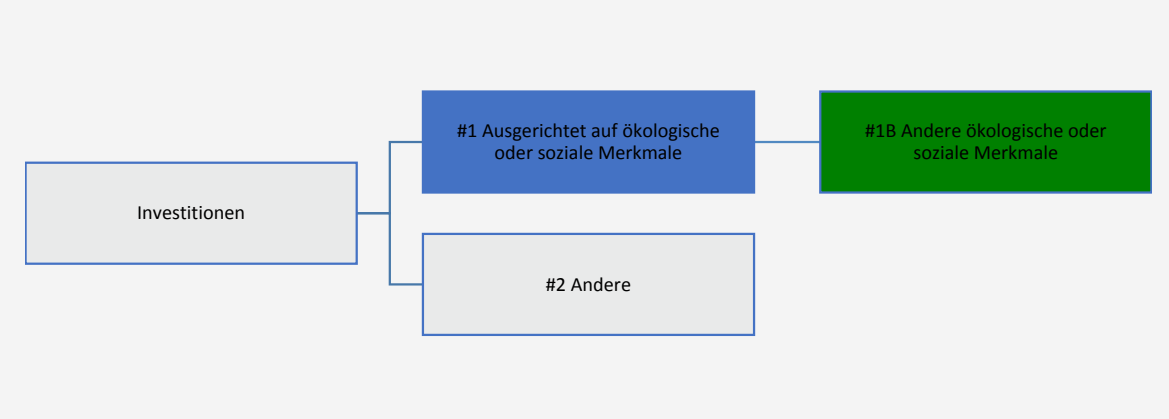 Investitionen
#1 Ausgerichtet auf ökologische
oder soziale Merkmale
#2 Andere
#1B Andere ökologische oder
soziale Merkmale